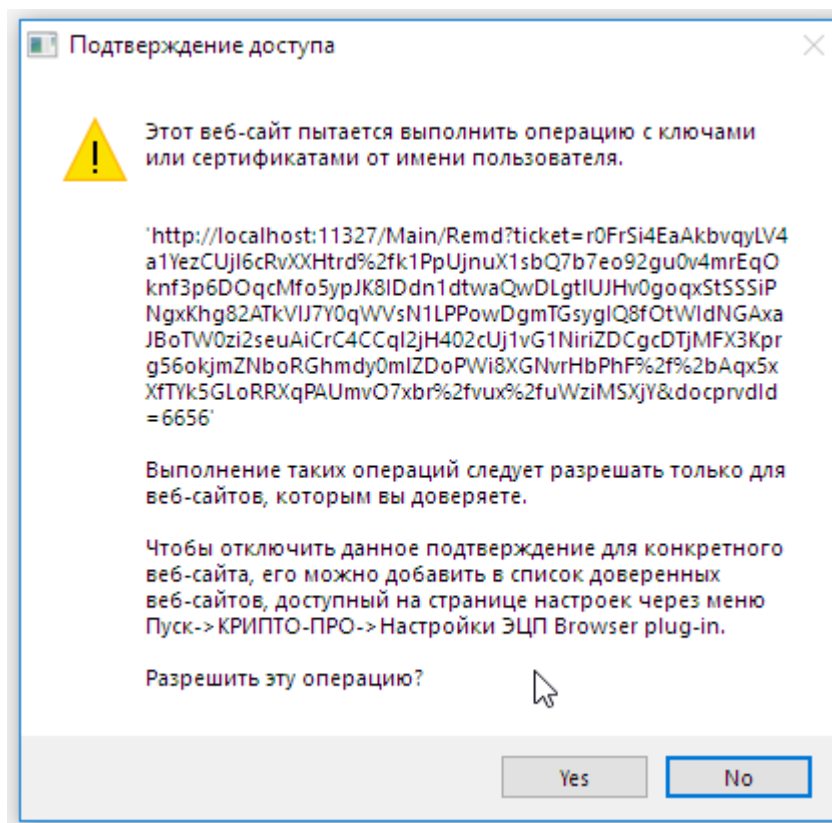 Подтверждение доступа
Этот веб-сайт пытается выполнить операцию с ключами
или сертификатами от имени пользователя.
'http://localhost:11327/Main/Remd?ticket=r0FrSi4EaAkbvqyLV4
a1YezCUjI6cRvXXHtrd%2fk1PpUjnuX1sbQ7b7eo92gu0v4mrEqO
knf3p6DOqcMfo5ypJK8IDdn1dtwaQwDLgtIUJHv0goqxStSSSiP
NgxKhg82ATkVIJ7Y0qWVsN1LPPowDgmTGsygIQ8fOtWIdNGAxa
JBoTW0zi2seuAiCrC4CCqI2jH402cUj1vG1NiriZDCgcDTjMFX3Kpr
g56okjmZNboRGhmdy0mIZDoPWi8XGNvrHbPhF%2f%2bAqx5x
XfTYk5GLoRRXqPAUmvO7xbr%2fvux%2fuWziMSXjY&docprvdId
=6656'
Выполнение таких операций следует разрешать только для
веб-сайтов, которым вы доверяете.
Чтобы отключить данное подтверждение для конкретного
веб-сайта, его можно добавить в список доверенных
веб-сайтов, доступный на странице настроек через меню
Пуск->КРИПТО-ПРО->Настройки ЭЦП Browser plug-in.
Разрешить эту операцию?
Yes
No